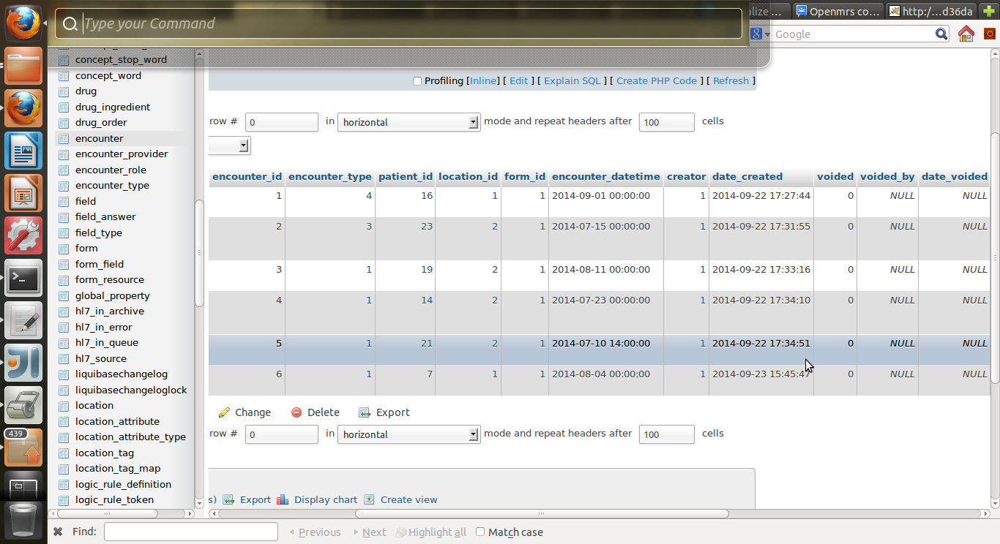 Type your Command
alize ...
Openmrs co...
http:/...d36da
Google
concept_stop_word
concept_word
drug
drug_ingredient
drug_order
encounter
encounter_provider
encounter_role
encounter_type
field
field_answer
field_type
form
form_field
form_resource
global_property
hl7_in_archive
hl7_in_error
hl7_in_queue
hl7_source
liquibasechangelog
liquibasechangeloglock
location
location_attribute
location_attribute_type
location_tag
location_tag_map
logic_rule_definition
logic_rule_token
439
Profiling [Inline] [ Edit ] [ Explain SQL ] [ Create PHP Code ] [ Refresh ]
row # 0 in horizontal mode and repeat headers after 100 cells
encounter_id encounter_type patient_id location_id form_id encounter_datetime creator date_created voided voided_by date_voided
1 4 16 1 1 2014-09-01 00:00:00 1 2014-09-22 17:27:44 0 NULL NULL
2 3 23 2 1 2014-07-15 00:00:00 1 2014-09-22 17:31:55 0 NULL NULL
3 1 19 2 1 2014-08-11 00:00:00 1 2014-09-22 17:33:16 0 NULL NULL
4 1 14 2 1 2014-07-23 00:00:00 1 2014-09-22 17:34:10 0 NULL NULL
5 1 21 2 1 2014-07-10 14:00:00 1 2014-09-22 17:34:51 0 NULL NULL
6 1 7 1 1 2014-08-04 00:00:00 1 2014-09-23 15:45:47 0 NULL NULL
Change Delete Export
row # 0 in horizontal mode and repeat headers after 100 cells
s) Export Display chart Create view
Find: Previous Next Highlight all Match case